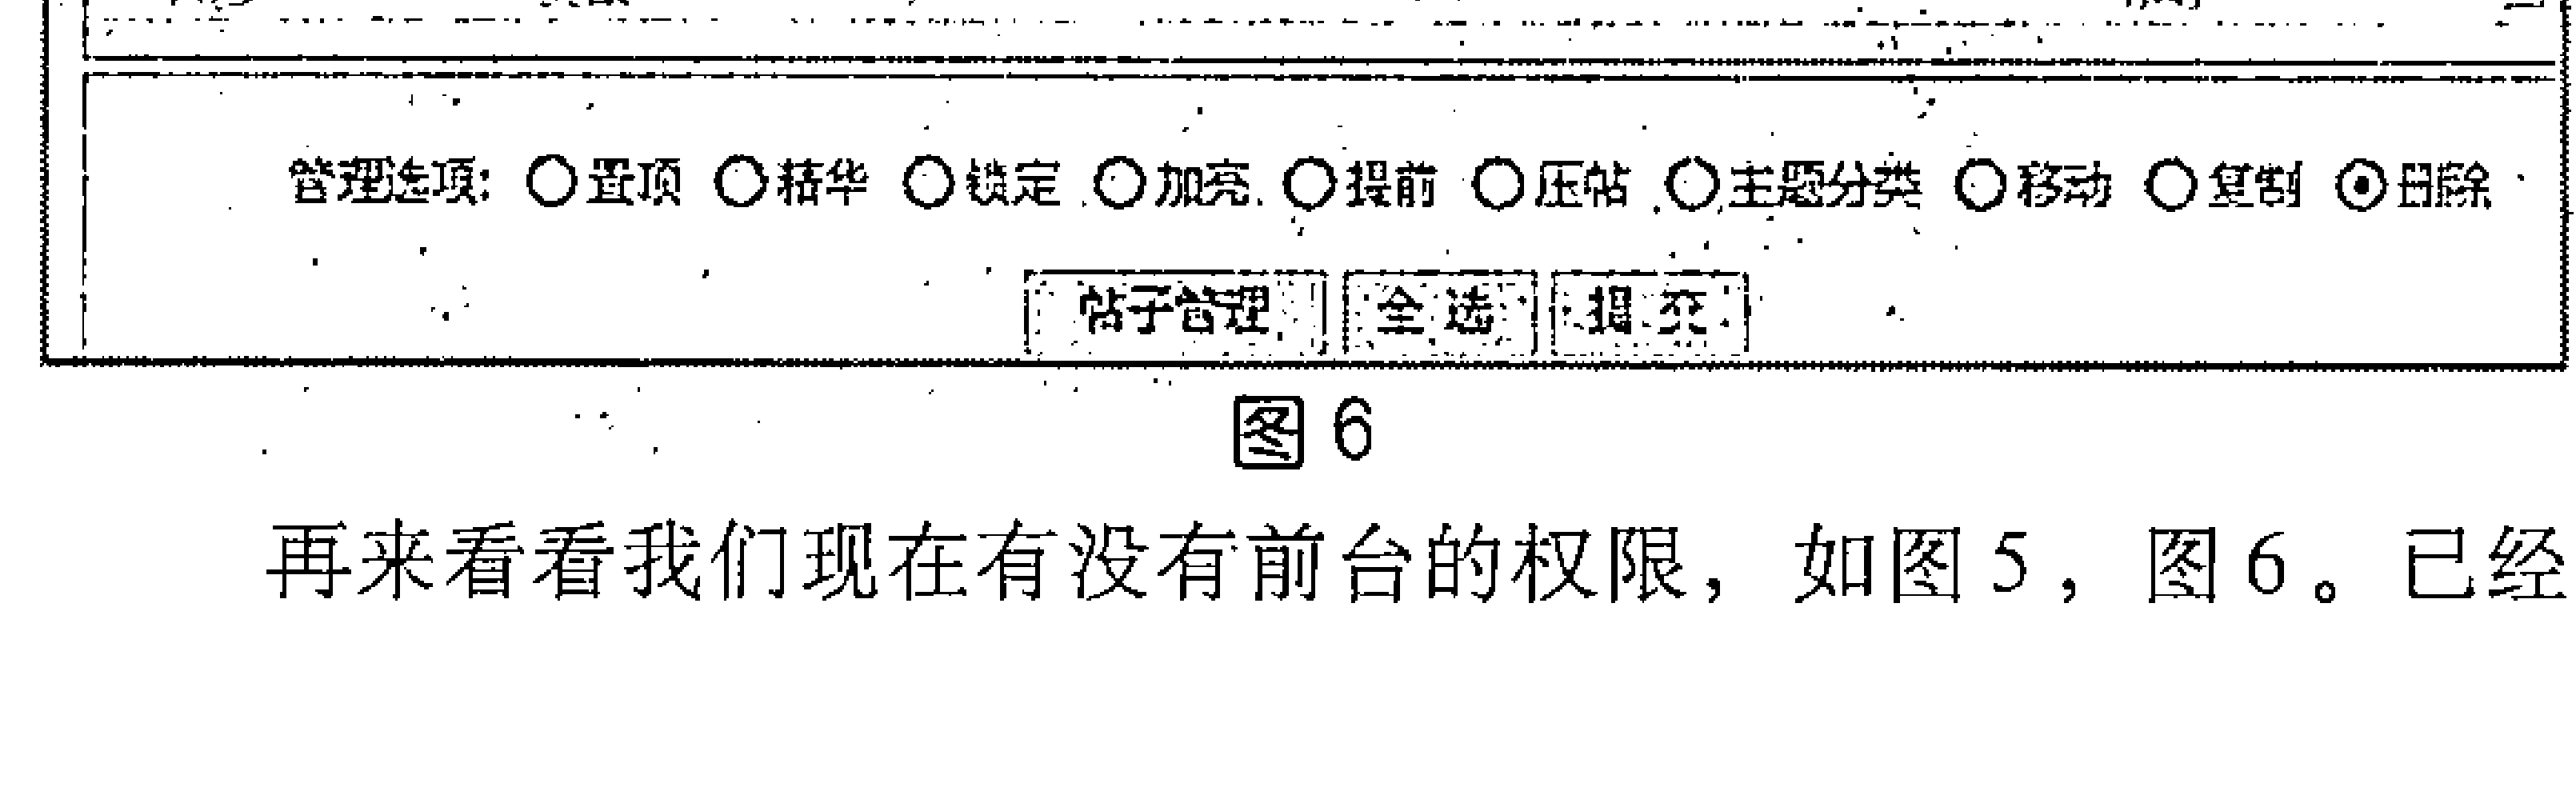 管理选项: ○置顶 ○精华 ○锁定 ○加亮 ○提前 ○压帖 ○主题分类 ○移动 ○复制 ⊙删除
帖子管理 全 选 提 交
图 6
再来看看我们现在有没有前台的权限，如图 5，图 6。已经